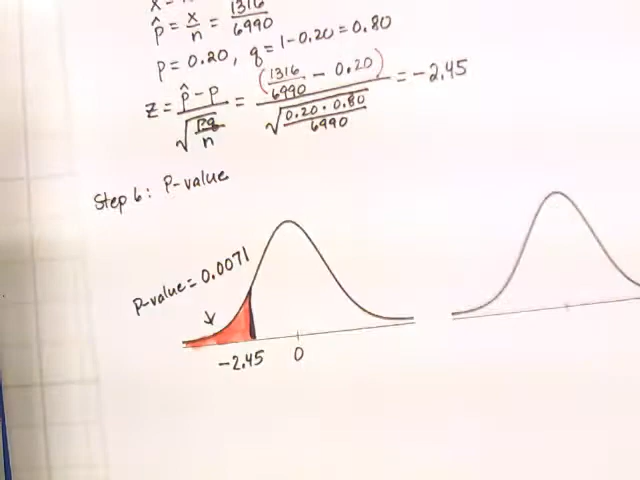 p̂ = x/n = 1316/6990
p = 0.20, q = 1 - 0.20 = 0.80
z = (p̂ - p)/√(pq/n) = (1316/6990 - 0.20)/√(0.20 · 0.80/6990) = -2.45
Step 6: P-value
P-value = 0.0071
-2.45 0